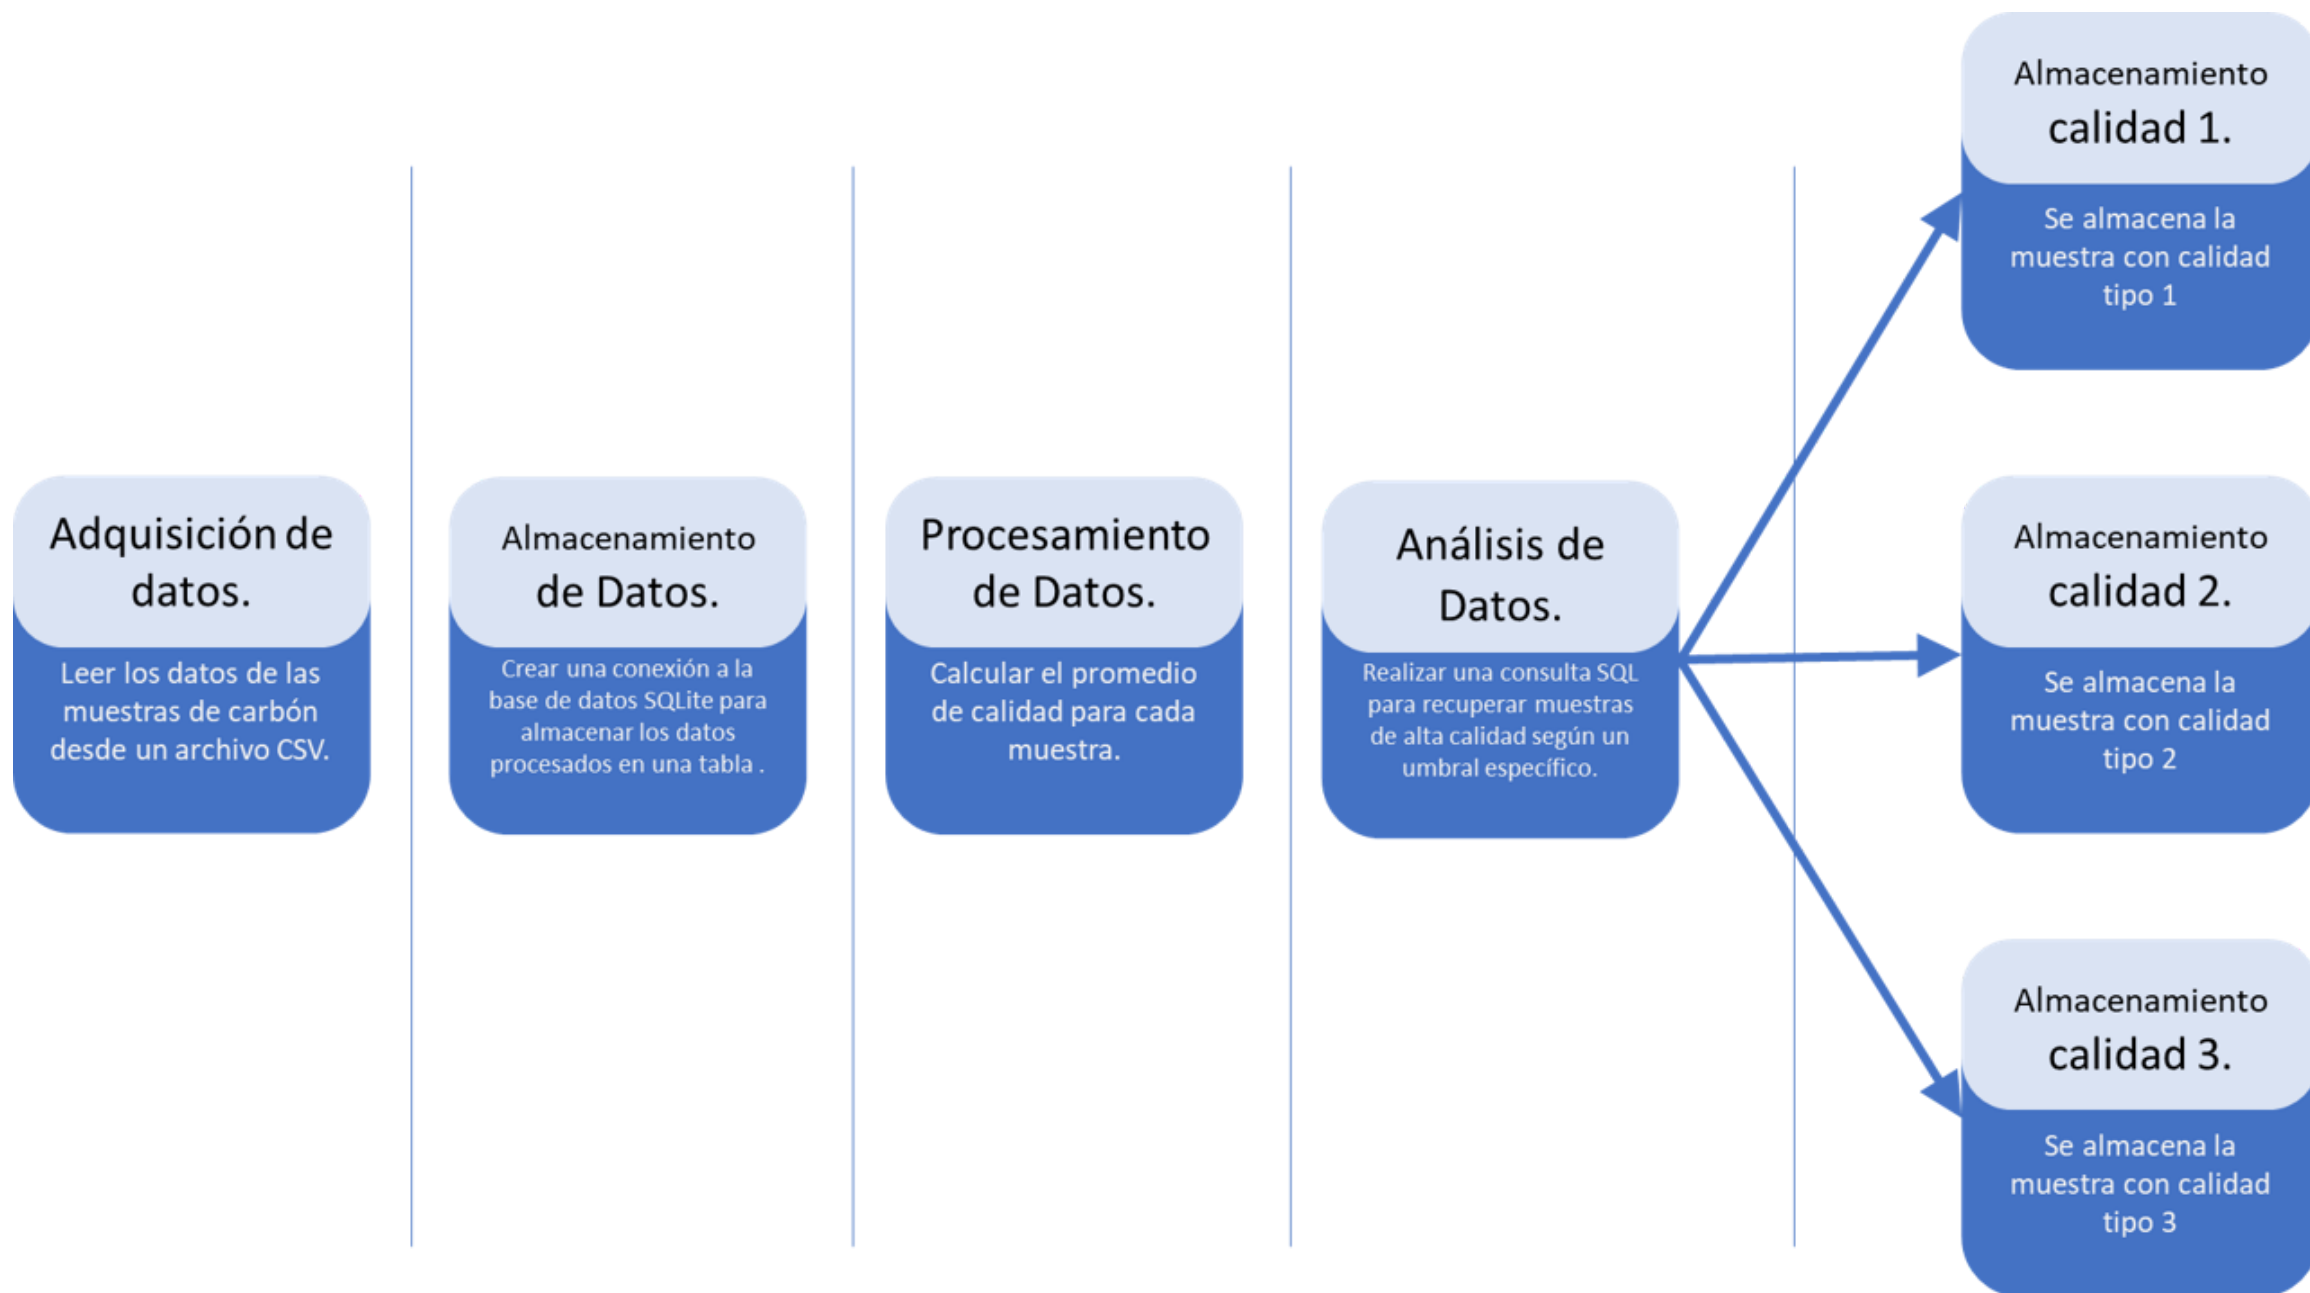 Adquisición de
datos.
Leer los datos de las
muestras de carbón
desde un archivo CSV.
Almacenamiento
de Datos.
Crear una conexión a la
base de datos SQLite para
almacenar los datos
procesados en una tabla .
Procesamiento
de Datos.
Calcular el promedio
de calidad para cada
muestra.
Análisis de
Datos.
Realizar una consulta SQL
para recuperar muestras
de alta calidad según un
umbral específico.
Almacenamiento
calidad 1.
Se almacena la
muestra con calidad
tipo 1
Almacenamiento
calidad 2.
Se almacena la
muestra con calidad
tipo 2
Almacenamiento
calidad 3.
Se almacena la
muestra con calidad
tipo 3